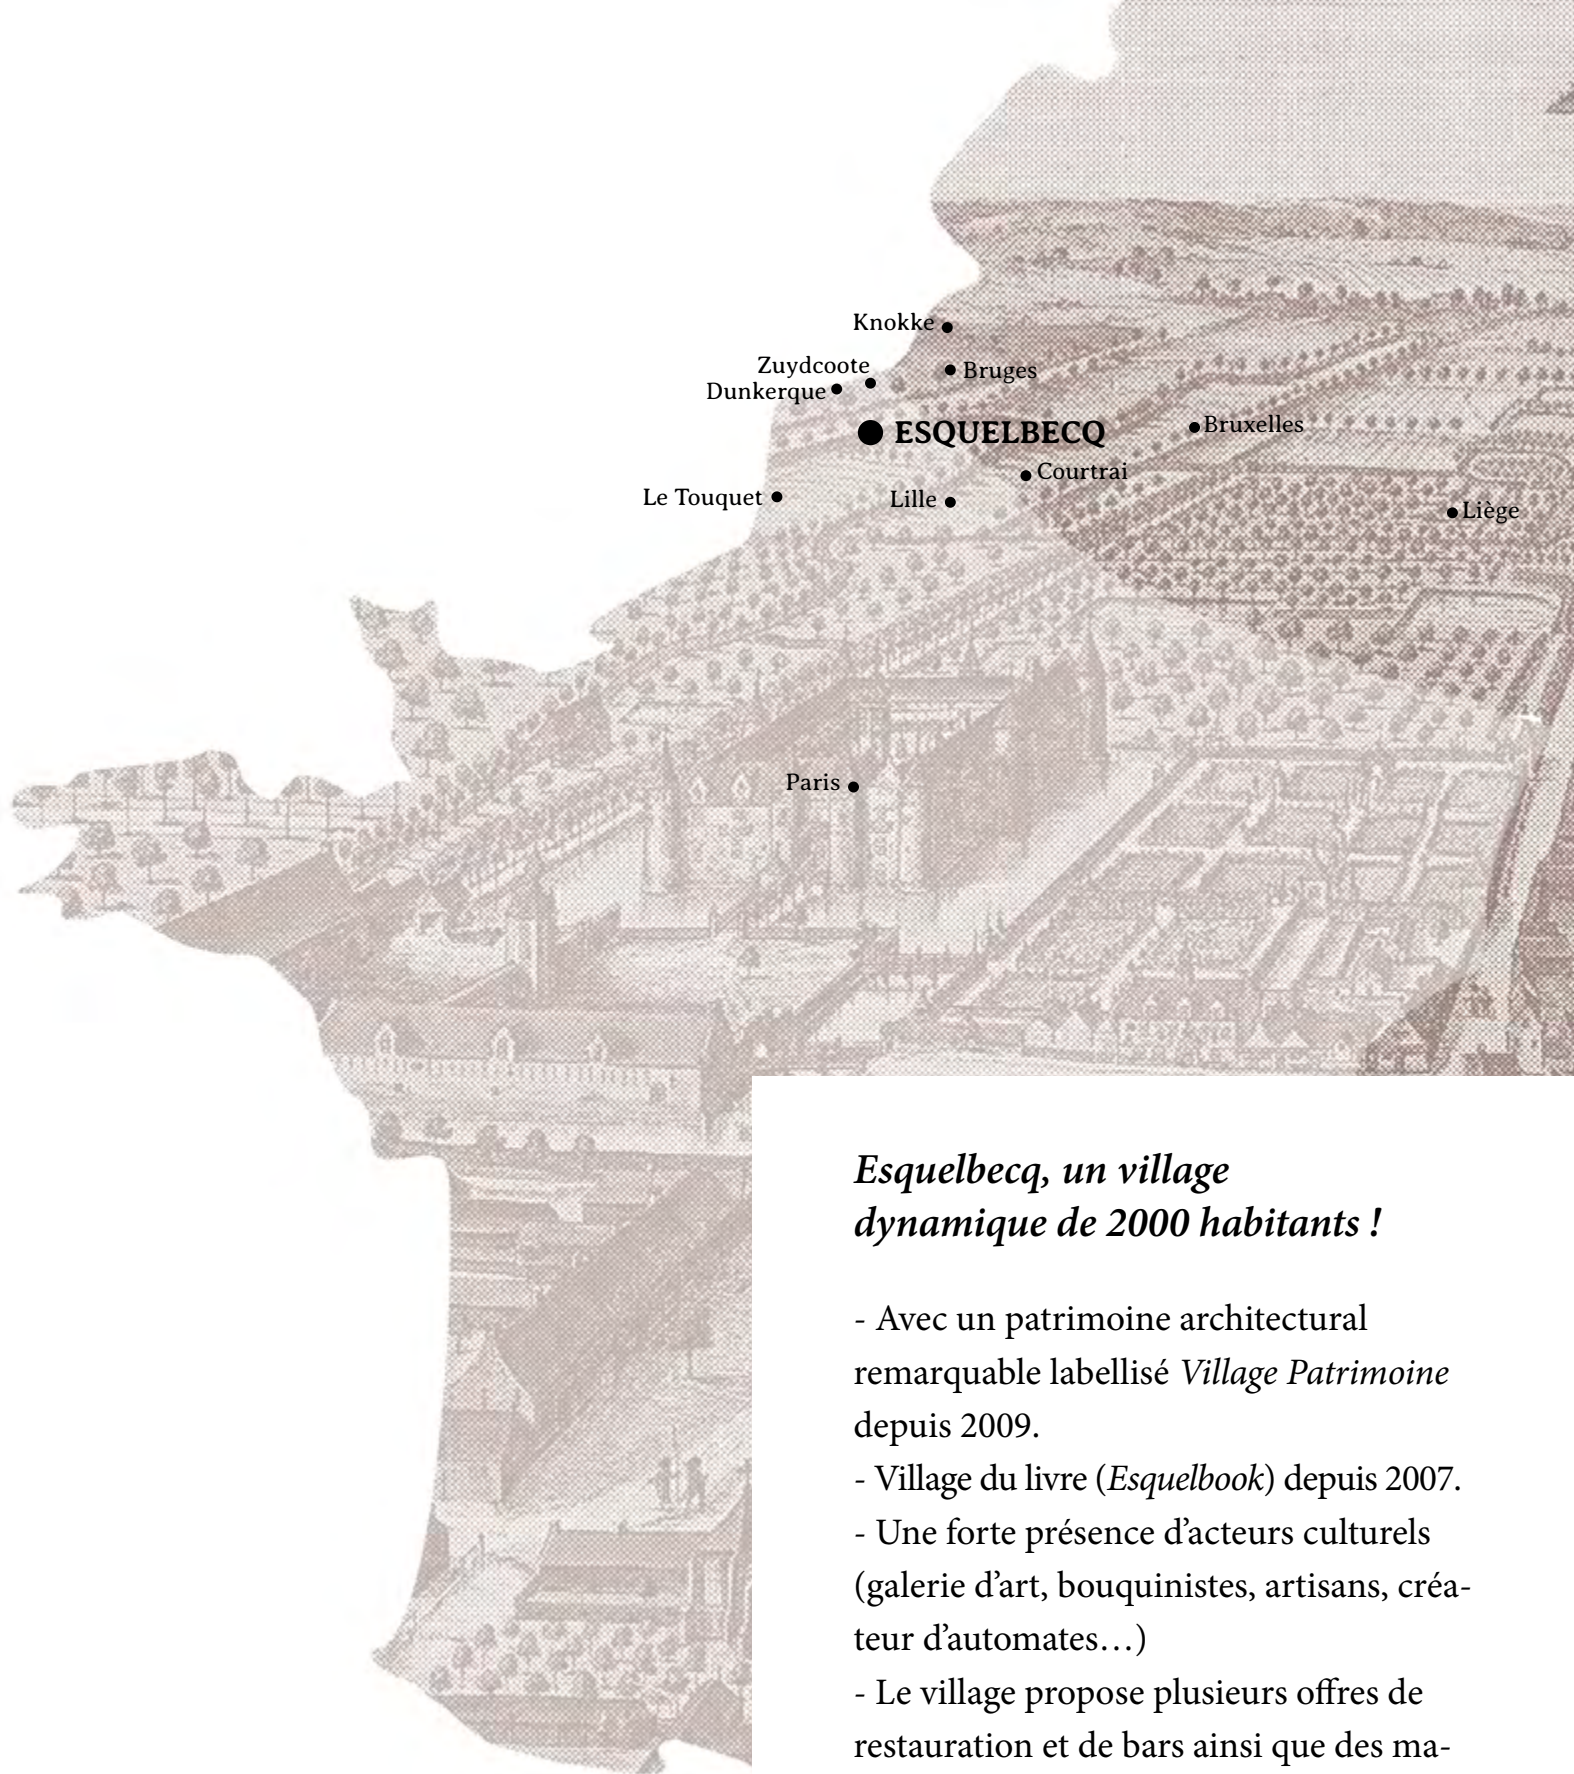 Knokke
Zuydcoote
Bruges
Dunkerque
ESQUELBECQ
Bruxelles
Courtrai
Le Touquet
Lille
Liège
Paris
Esquelbecq, un village
dynamique de 2000 habitants !
- Avec un patrimoine architectural
remarquable labellisé Village Patrimoine
depuis 2009.
- Village du livre (Esquelbook) depuis 2007.
- Une forte présence d’acteurs culturels
(galerie d’art, bouquinistes, artisans, créa-
teur d’automates…)
- Le village propose plusieurs offres de
restauration et de bars ainsi que des ma-